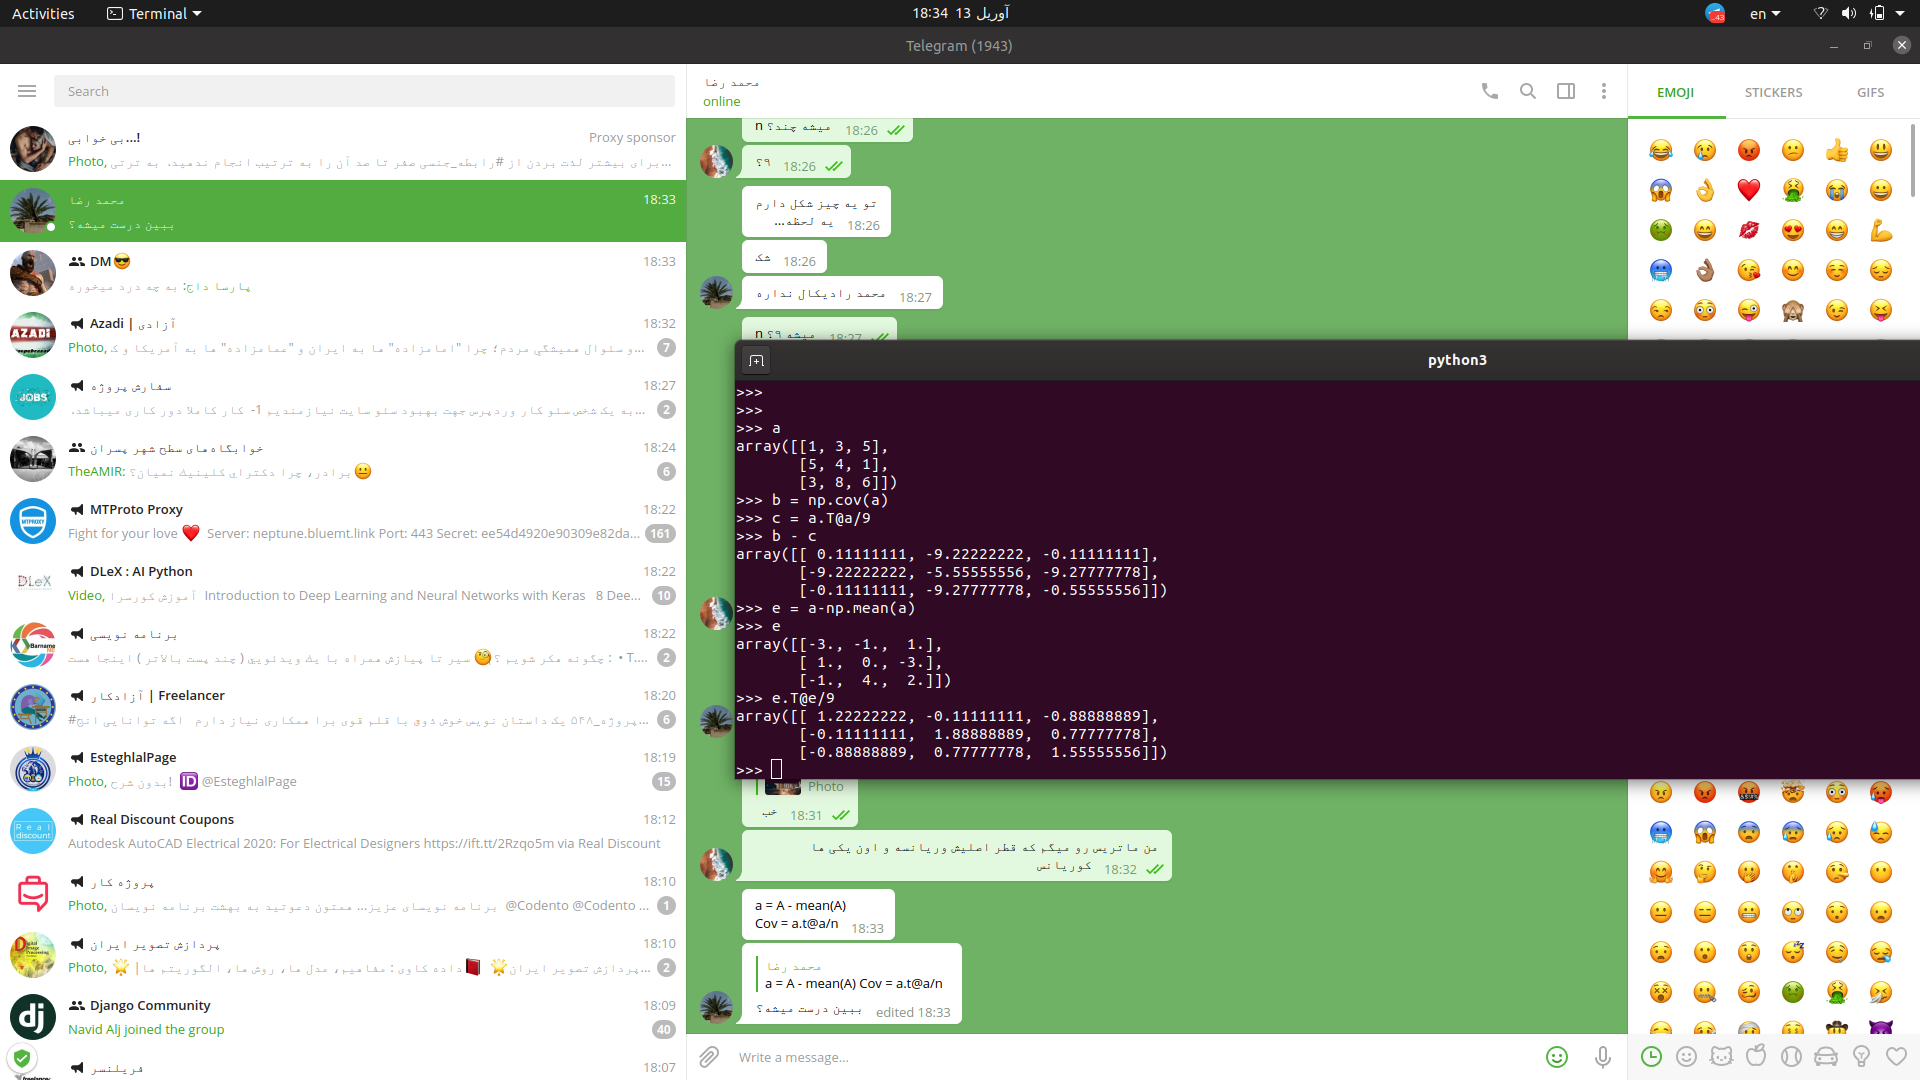 Activities
Terminal
18:34 13 آوریل
en
Telegram (1943)
Search
بی خوابی...!
Proxy sponsor
Photo, برای بیشتر لذت بردن از #رابطه_جنسی صفر تا صد آن را به ترتیب انجام ندهید، به ترتی...
محمد رضا
18:33
ببین درست میشه؟
DM😎
18:33
پارسا داج: به چه درد میخوره
Azadi | آزادی
18:32
Photo, و سئوال همیشگي مردم؛ چرا "امامزاده" ها به ایران و "عمامزاده" ها به آمریکا و ک...
7
سفارش پروژه
18:27
به یک شخص سئو کار وردپرس جهت بهبود سئو سایت نیازمندیم 1- کار کاملا دور کاری میباشد....
2
خوابگاه‌های سطح شهر پسران
18:24
TheAMIR: برادر، چرا دکتراي کلینیك نمیان؟😐
6
MTProto Proxy
18:22
Fight for your love ❤️ Server: neptune.bluemt.link Port: 443 Secret: ee54d4920e90309e82da...
161
DLeX : AI Python
18:22
Video, آموزش کورسرا Introduction to Deep Learning and Neural Networks with Keras 8 Dee...
10
برنامه نویسی
18:22
چگونه هکر شویم ؟🧐 سیر تا پیازش همراه با یك ویدئویي ( چند پست بالاتر ) اینجا هست : • T....
2
آزادکار | Freelancer
18:20
#پروژه_۵۴۸ یک داستان نویس خوش ذوق با قلم قوی برا همکاری نیاز دارم اگه توانایی انج...
6
EsteghlalPage
18:19
Photo, بدون شرح! 🆔 @EsteghlalPage
15
Real Discount Coupons
18:12
Autodesk AutoCAD Electrical 2020: For Electrical Designers https://ift.tt/2Rzqo5m via Real Discount
پروژه کار
18:10
Photo, برنامه نویسای عزیز... همتون دعوتید به بهشت برنامه نویسان @Codento @Codento ...
1
پردازش تصویر ایران
18:10
Photo, 🌟 |داده کاوی : مفاهیم، مدل ها، روش ها، الگوریتم ها📕 🌟پردازش تصویر ایران...
2
Django Community
18:09
Navid Alj joined the group
40
فریلنسر
18:07
محمد رضا
online
میشه چند؟ n
18:26
۹؟
18:26
تو یه چیز شکل دارم
یه لحظه...
18:26
شک
18:26
محمد رادیکال نداره
18:27
میشه ۹؟ n
18:27
python3
>>>
>>>
>>> a
array([[1, 3, 5],
       [5, 4, 1],
       [3, 8, 6]])
>>> b = np.cov(a)
>>> c = a.T@a/9
>>> b - c
array([[ 0.11111111, -9.22222222, -0.11111111],
       [-9.22222222, -5.55555556, -9.27777778],
       [-0.11111111, -9.27777778, -0.55555556]])
>>> e = a-np.mean(a)
>>> e
array([[-3., -1.,  1.],
       [ 1.,  0., -3.],
       [-1.,  4.,  2.]])
>>> e.T@e/9
array([[ 1.22222222, -0.11111111, -0.88888889],
       [-0.11111111,  1.88888889,  0.77777778],
       [-0.88888889,  0.77777778,  1.55555556]])
>>>
Photo
خب
18:31
من ماتریس رو میگم که قطر اصلیش وریانسه و اون یکی ها
کوریانس
18:32
a = A - mean(A)
Cov = a.t@a/n
18:33
محمد رضا
a = A - mean(A) Cov = a.t@a/n
ببین درست میشه؟
edited 18:33
Write a message...
EMOJI
STICKERS
GIFS